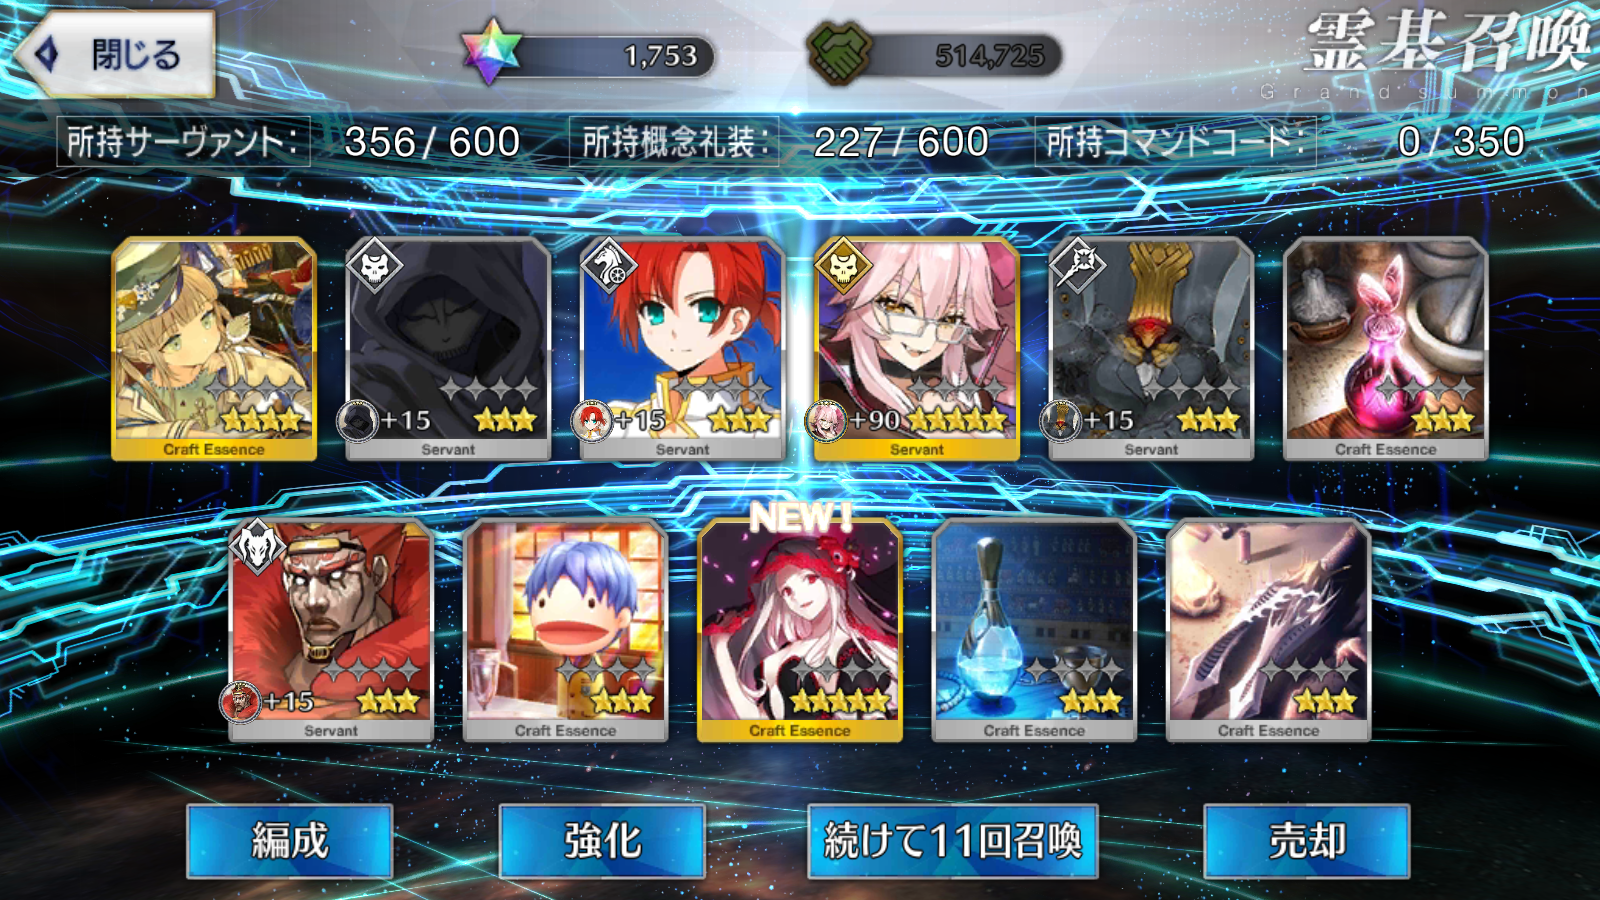 閉じる
1,753
514,725
霊基召喚
Grand summon
所持サーヴァント:
356/600
所持概念礼装:
227/600
所持コマンドコード:
0/350
Craft Essence
+15
Servant
+15
Servant
+90
Servant
+15
Servant
Craft Essence
NEW!
+15
Servant
Craft Essence
Craft Essence
Craft Essence
Craft Essence
編成
強化
続けて11回召喚
売却